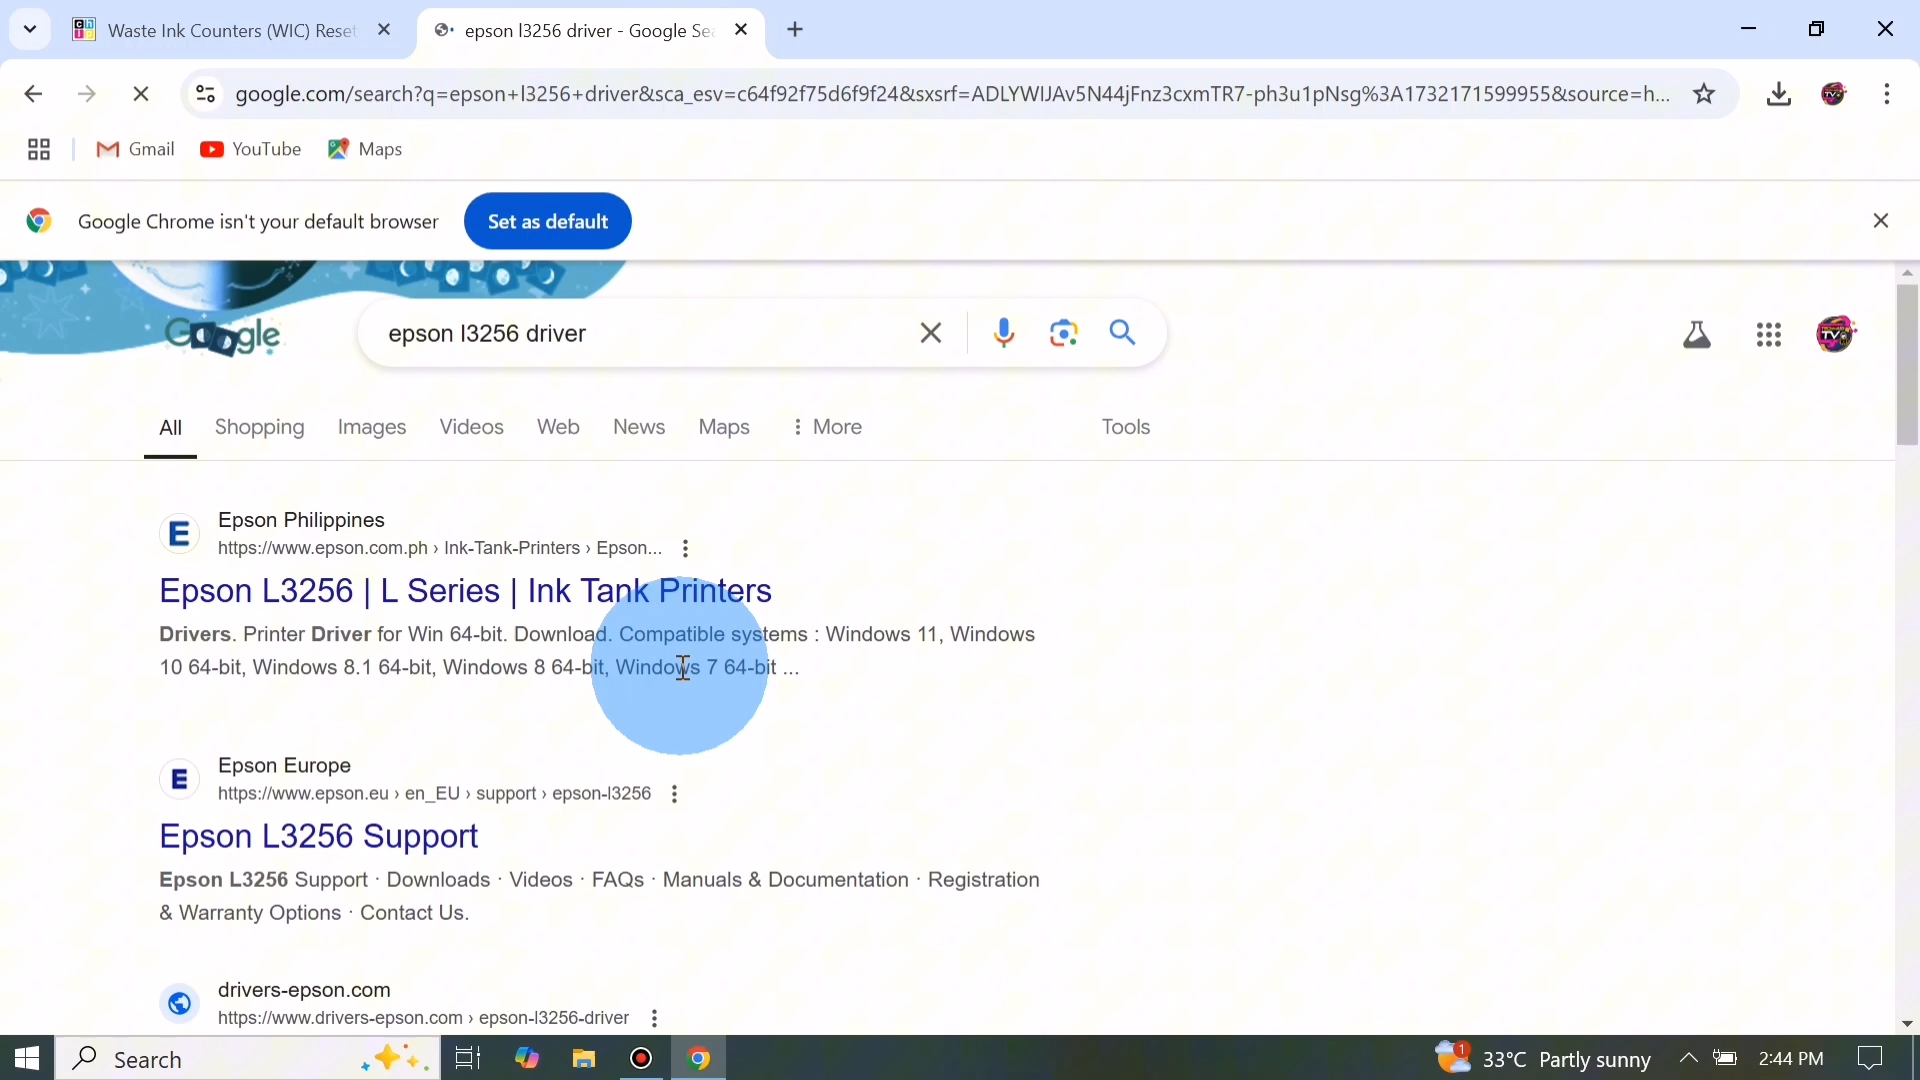 Waste Ink Counters (WIC) Reset
epson l3256 driver - Google Sea
google.com/search?q=epson+l3256+driver&sca_esv=c64f92f75d6f9f24&sxsrf=ADLYWIJAv5N44jFnz3cxmTR7-ph3u1pNsg%3A1732171599955&source=h...
Gmail
YouTube
Maps
Google Chrome isn't your default browser
Set as default
Google
epson l3256 driver
All
Shopping
Images
Videos
Web
News
Maps
More
Tools
Epson Philippines
https://www.epson.com.ph › Ink-Tank-Printers › Epson...
Epson L3256 | L Series | Ink Tank Printers
Drivers. Printer Driver for Win 64-bit. Download. Compatible systems : Windows 11, Windows
10 64-bit, Windows 8.1 64-bit, Windows 8 64-bit, Windows 7 64-bit ...
Epson Europe
https://www.epson.eu › en_EU › support › epson-l3256
Epson L3256 Support
Epson L3256 Support · Downloads · Videos · FAQs · Manuals & Documentation · Registration
& Warranty Options · Contact Us.
drivers-epson.com
https://www.drivers-epson.com › epson-l3256-driver
Search
1
33°C Partly sunny
2:44 PM